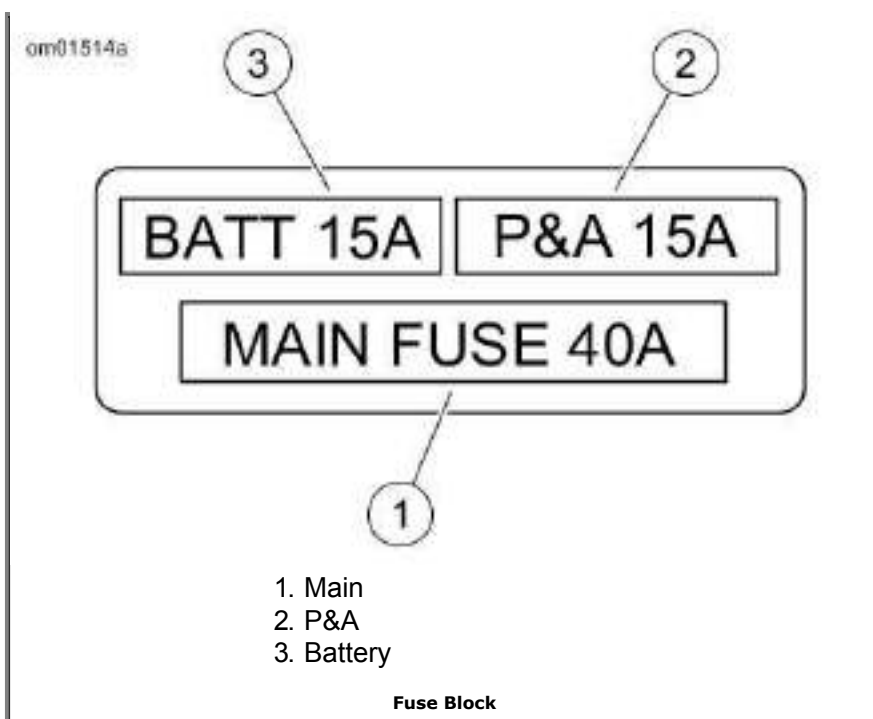 om01514a
3 2
BATT 15A P&A 15A
MAIN FUSE 40A
1
1. Main
2. P&A
3. Battery
Fuse Block